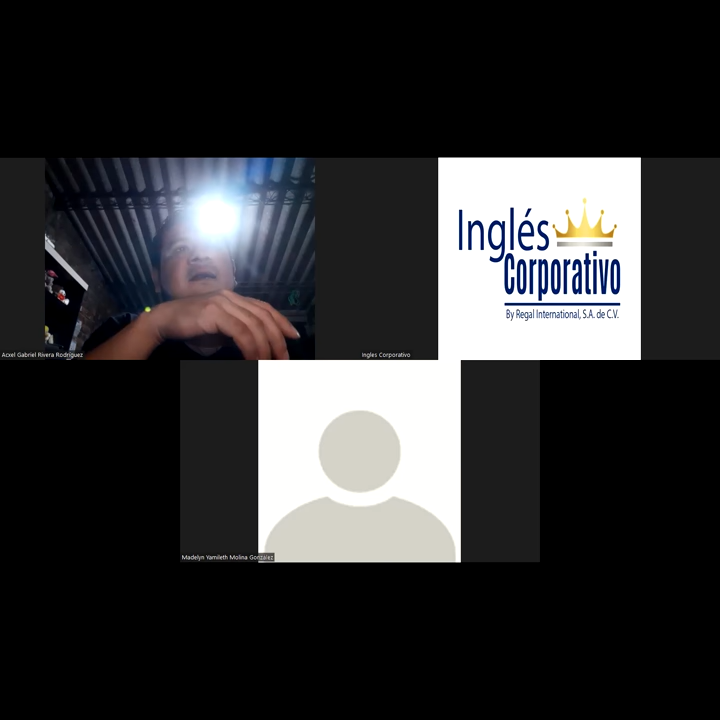 Inglés
Corporativo
By Regal International, S.A. de C.V.
Acxel Gabriel Rivera Rodriguez
Ingles Corporativo
Madelyn Yamileth Molina Gonzalez